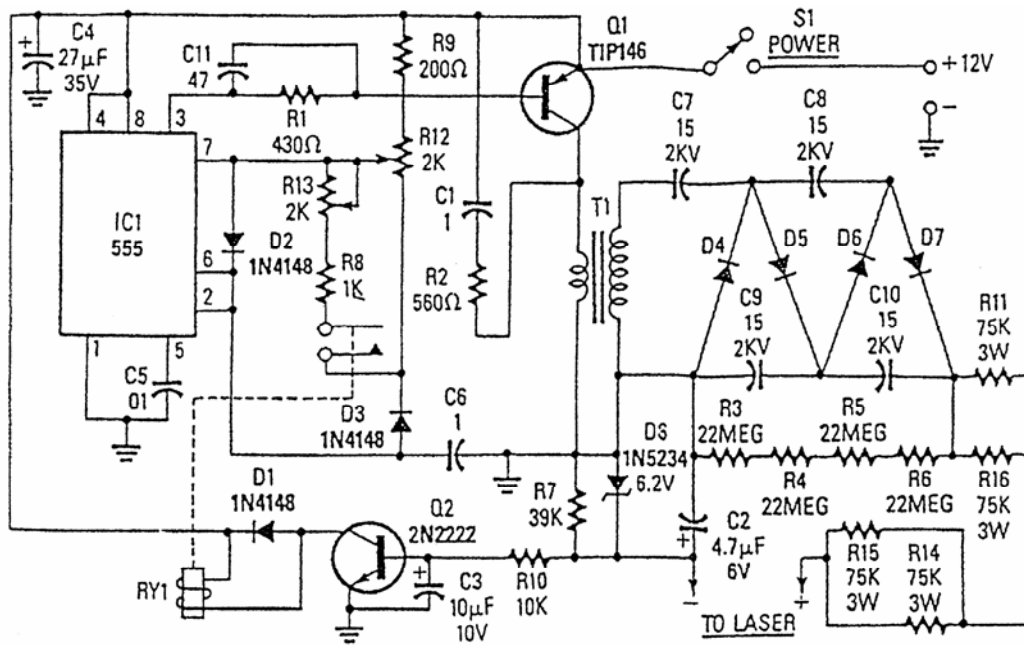 C4
27µF
35V
+
C11
47
R1
430Ω
R9
200Ω
Q1
TIP146
S1
POWER
+12V
-
4
8
3
7
6
2
1
5
IC1
555
R12
2K
R13
2K
D2
1N4148
R8
1K
C1
1
R2
560Ω
T1
C7
15
2KV
C8
15
2KV
D4
D5
D6
D7
C9
15
2KV
C10
15
2KV
R11
75K
3W
C5
01
D3
1N4148
C6
1
R3
22MEG
R5
22MEG
R4
22MEG
R6
22MEG
R16
75K
3W
D8
1N5234
6.2V
R7
39K
D1
1N4148
Q2
2N2222
RY1
+
C3
10µF
10V
R10
10K
+
C2
4.7µF
6V
-
TO LASER
+
R15
75K
3W
R14
75K
3W